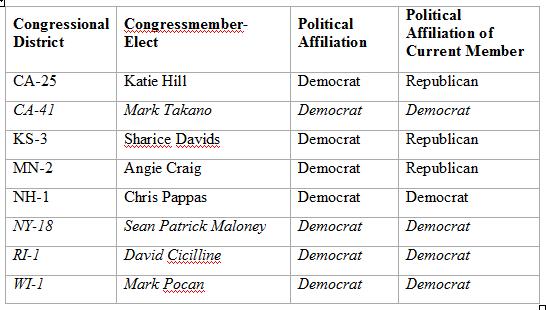 Congressional District | Congressmember-Elect | Political Affiliation | Political Affiliation of Current Member
CA-25 | Katie Hill | Democrat | Republican
CA-41 | Mark Takano | Democrat | Democrat
KS-3 | Sharice Davids | Democrat | Republican
MN-2 | Angie Craig | Democrat | Republican
NH-1 | Chris Pappas | Democrat | Democrat
NY-18 | Sean Patrick Maloney | Democrat | Democrat
RI-1 | David Cicilline | Democrat | Democrat
WI-1 | Mark Pocan | Democrat | Democrat